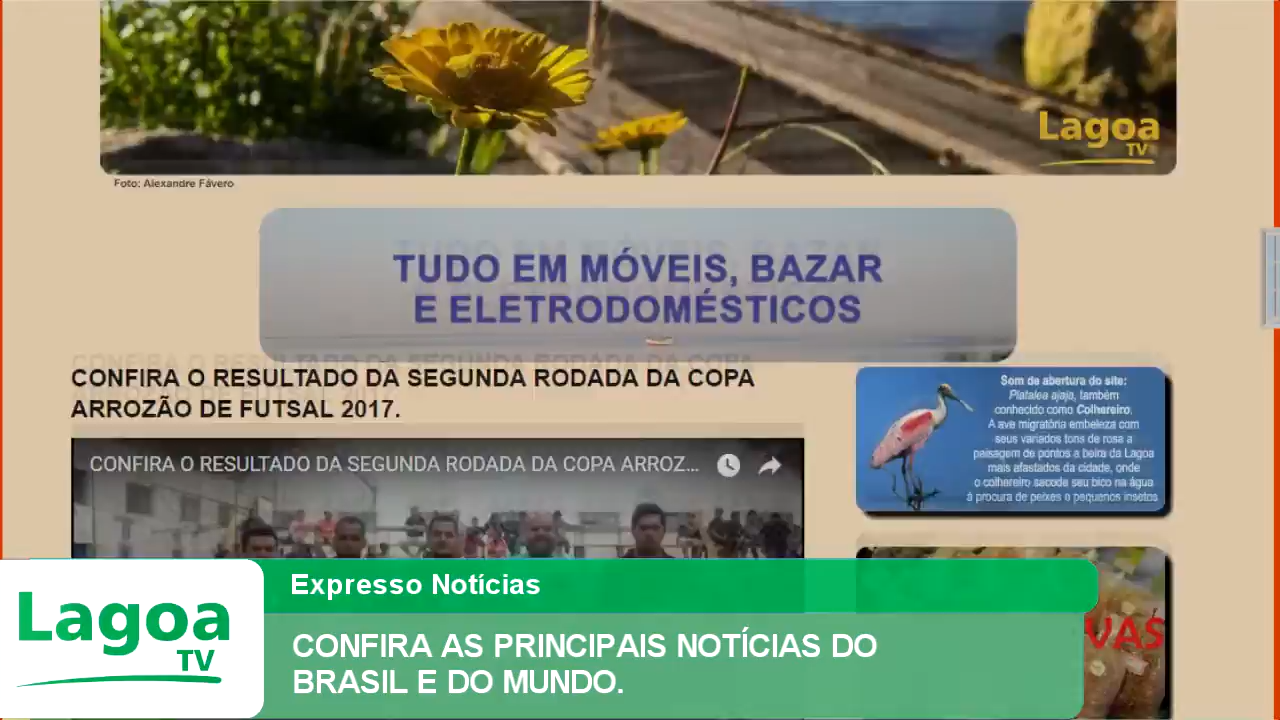 Lagoa
TV
Foto: Alexandre Fávero
TUDO EM MÓVEIS, BAZAR
E ELETRODOMÉSTICOS
CONFIRA O RESULTADO DA SEGUNDA RODADA DA COPA
ARROZÃO DE FUTSAL 2017.
CONFIRA O RESULTADO DA SEGUNDA RODADA DA COPA ARROZ...
Som de abertura do site:
Platalea ajaja, também
conhecido como Colhereiro.
A ave migratória embeleza com
seus variados tons de rosa a
paisagem de pontos a beira da Lagoa
mais afastados da cidade, onde
o colhereiro sacode seu bico na água
à procura de peixes e pequenos insetos
VAS
Expresso Notícias
CONFIRA AS PRINCIPAIS NOTÍCIAS DO
BRASIL E DO MUNDO.
Lagoa
TV